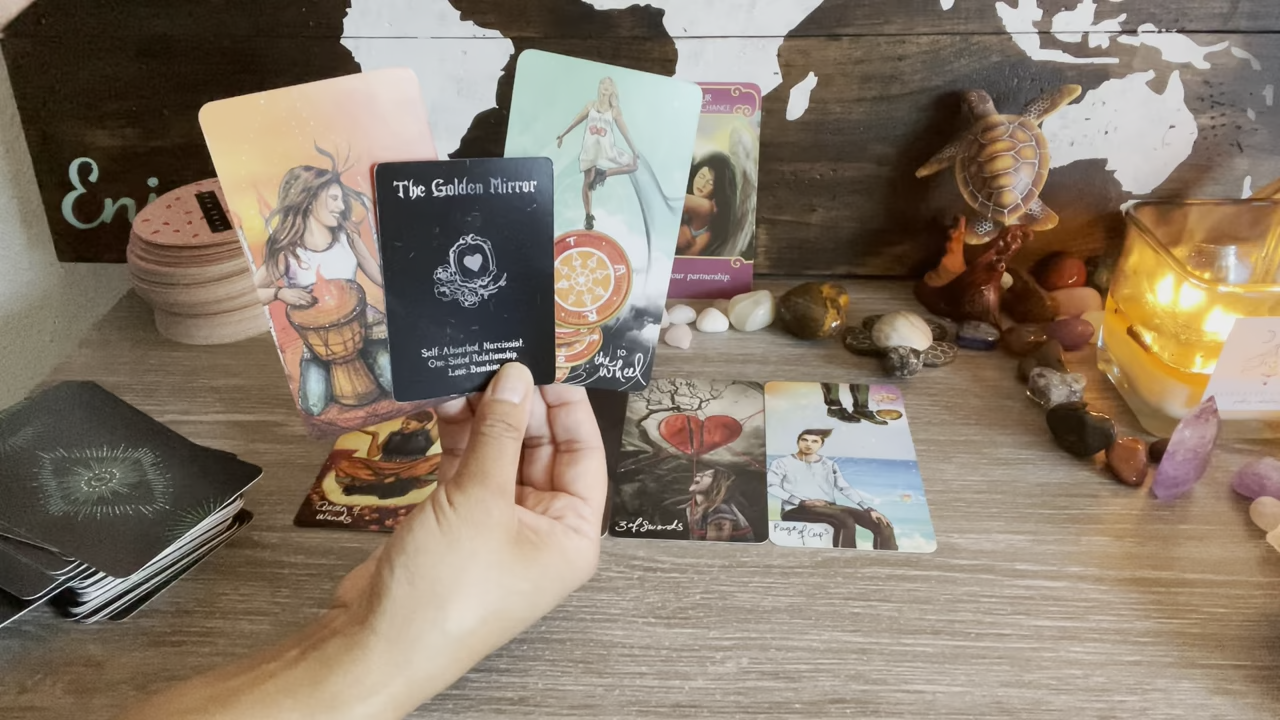 The Golden Mirror
Self-Absorbed, Narcissist.
One-Sided Relationship.
Love-Bombing
10.
the Wheel
T
A
R
CHANCE
your partnership.
Queen of
Wands
3 of Swords
Page of Cups